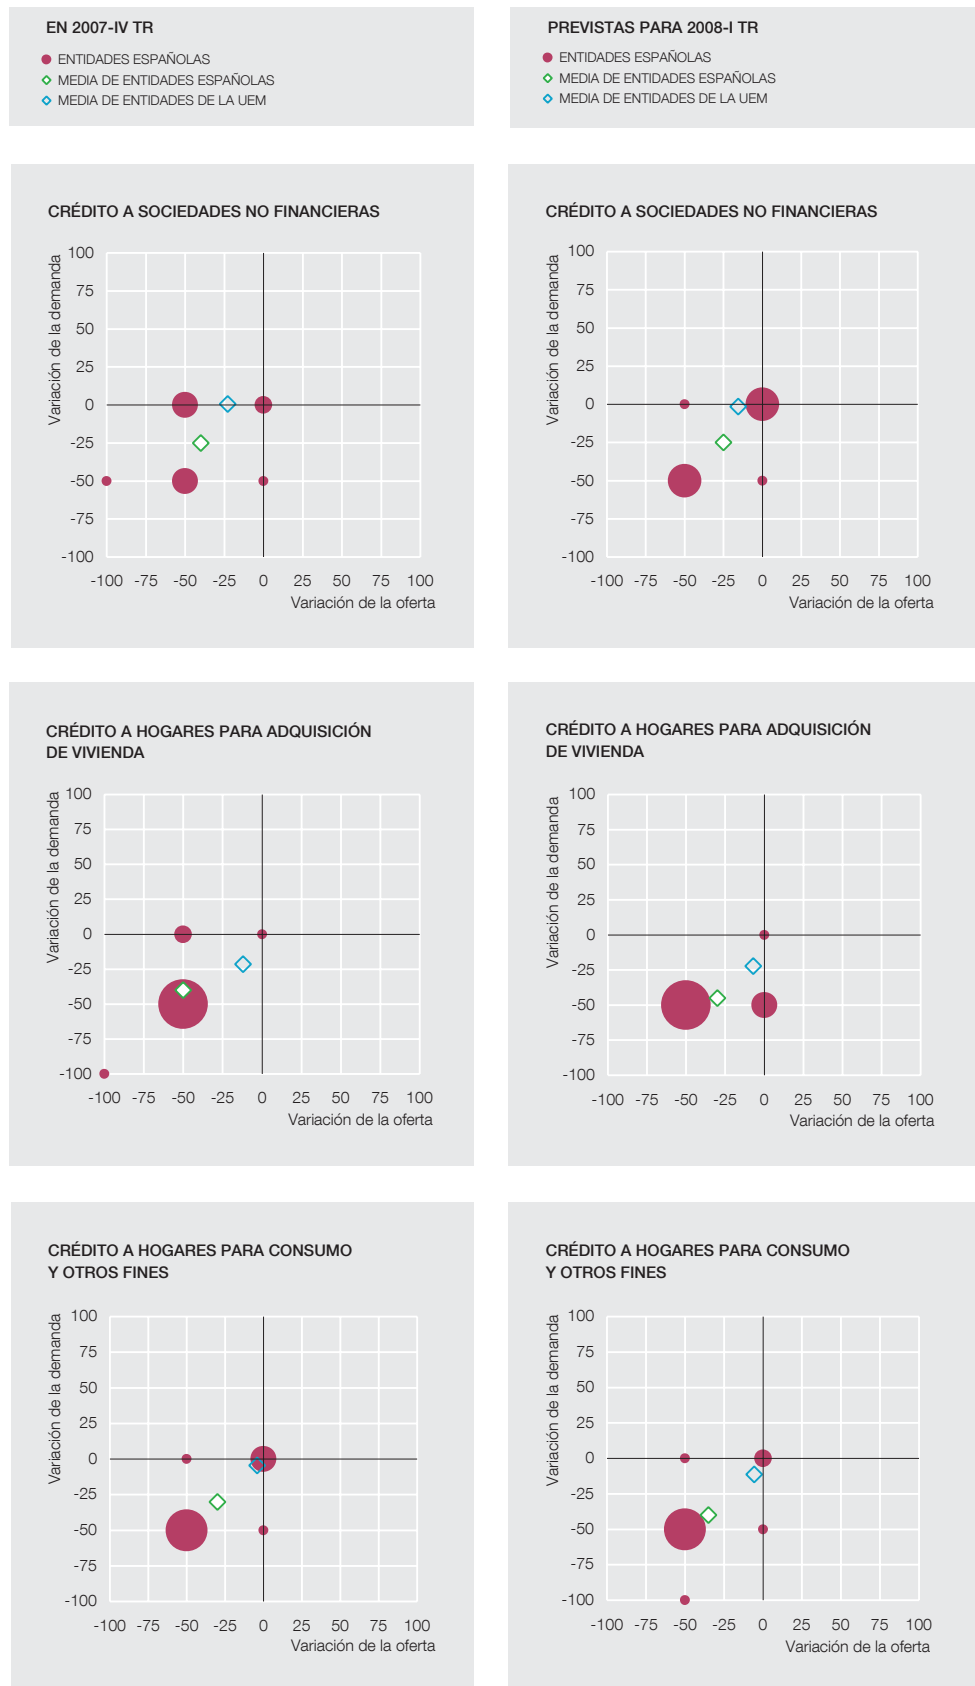 EN 2007-IV TR
ENTIDADES ESPAÑOLAS
MEDIA DE ENTIDADES ESPAÑOLAS
MEDIA DE ENTIDADES DE LA UEM
PREVISTAS PARA 2008-I TR
ENTIDADES ESPAÑOLAS
MEDIA DE ENTIDADES ESPAÑOLAS
MEDIA DE ENTIDADES DE LA UEM
CRÉDITO A SOCIEDADES NO FINANCIERAS
Variación de la demanda
100
75
50
25
0
-25
-50
-75
-100
-100 -75 -50 -25 0 25 50 75 100
Variación de la oferta
CRÉDITO A SOCIEDADES NO FINANCIERAS
Variación de la demanda
100
75
50
25
0
-25
-50
-75
-100
-100 -75 -50 -25 0 25 50 75 100
Variación de la oferta
CRÉDITO A HOGARES PARA ADQUISICIÓN
DE VIVIENDA
Variación de la demanda
100
75
50
25
0
-25
-50
-75
-100
-100 -75 -50 -25 0 25 50 75 100
Variación de la oferta
CRÉDITO A HOGARES PARA ADQUISICIÓN
DE VIVIENDA
Variación de la demanda
100
75
50
25
0
-25
-50
-75
-100
-100 -75 -50 -25 0 25 50 75 100
Variación de la oferta
CRÉDITO A HOGARES PARA CONSUMO
Y OTROS FINES
Variación de la demanda
100
75
50
25
0
-25
-50
-75
-100
-100 -75 -50 -25 0 25 50 75 100
Variación de la oferta
CRÉDITO A HOGARES PARA CONSUMO
Y OTROS FINES
Variación de la demanda
100
75
50
25
0
-25
-50
-75
-100
-100 -75 -50 -25 0 25 50 75 100
Variación de la oferta